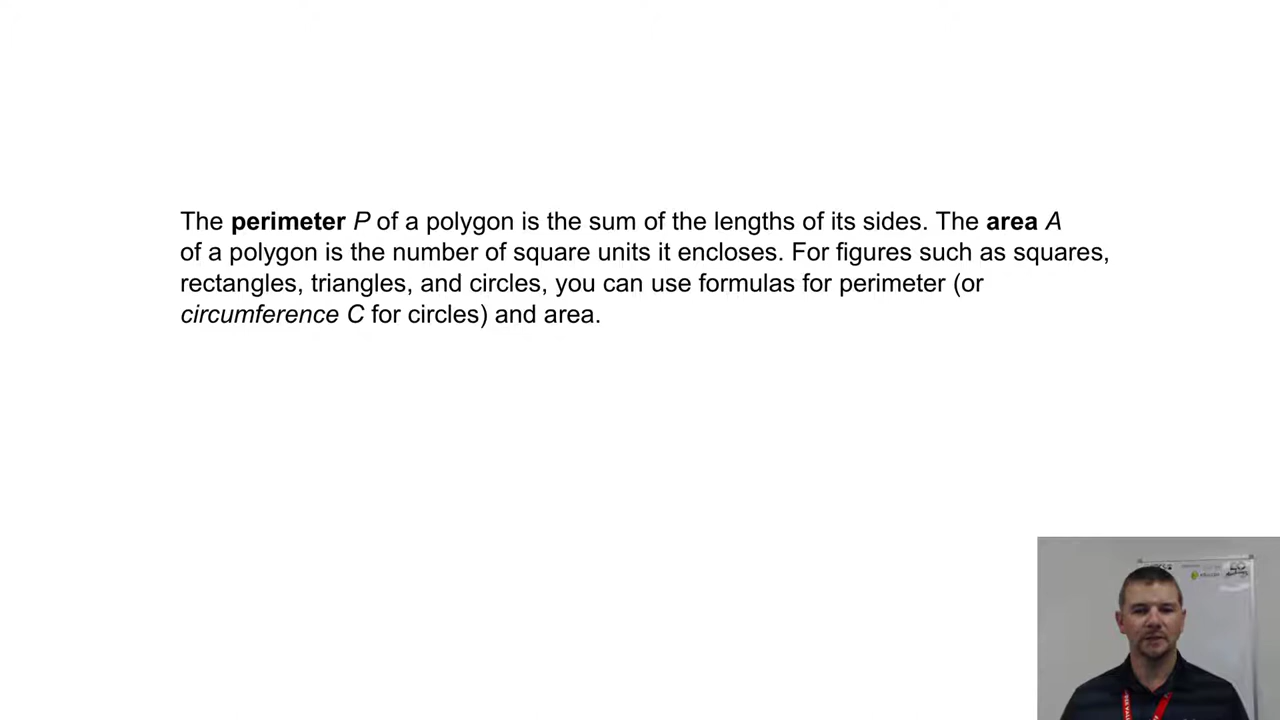 The perimeter P of a polygon is the sum of the lengths of its sides. The area A
of a polygon is the number of square units it encloses. For figures such as squares,
rectangles, triangles, and circles, you can use formulas for perimeter (or
circumference C for circles) and area.